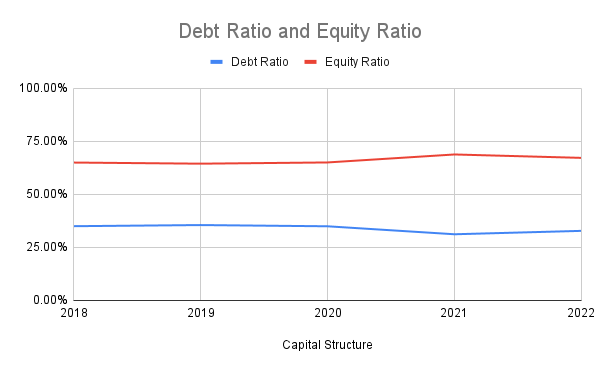 Debt Ratio and Equity Ratio
Debt Ratio Equity Ratio
100.00%
75.00%
50.00%
25.00%
0.00%
2018 2019 2020 2021 2022
Capital Structure